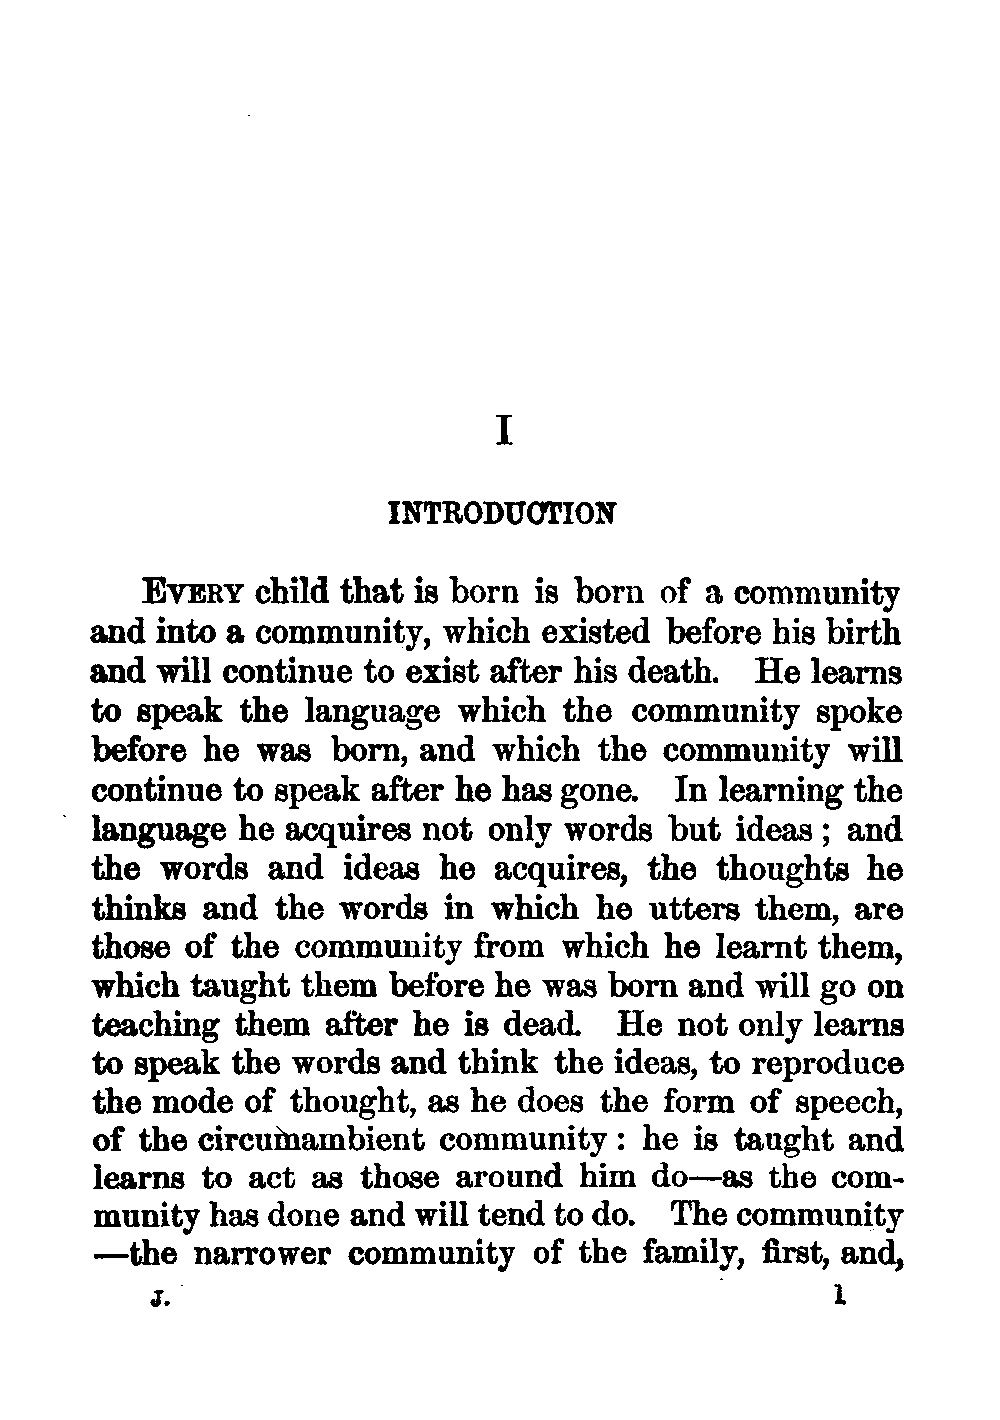 I
INTRODUCTION
EVERY child that is born is born of a community
and into a community, which existed before his birth
and will continue to exist after his death. He learns
to speak the language which the community spoke
before he was born, and which the community will
continue to speak after he has gone. In learning the
language he acquires not only words but ideas ; and
the words and ideas he acquires, the thoughts he
thinks and the words in which he utters them, are
those of the community from which he learnt them,
which taught them before he was born and will go on
teaching them after he is dead. He not only learns
to speak the words and think the ideas, to reproduce
the mode of thought, as he does the form of speech,
of the circumambient community : he is taught and
learns to act as those around him do—as the com-
munity has done and will tend to do. The community
—the narrower community of the family, first, and,
J. 1